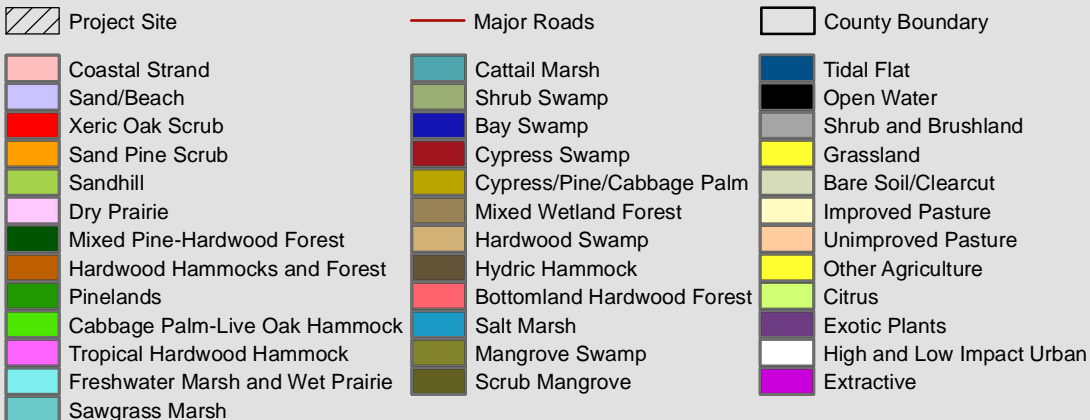 Project Site
Major Roads
County Boundary
Coastal Strand
Sand/Beach
Xeric Oak Scrub
Sand Pine Scrub
Sandhill
Dry Prairie
Mixed Pine-Hardwood Forest
Hardwood Hammocks and Forest
Pinelands
Cabbage Palm-Live Oak Hammock
Tropical Hardwood Hammock
Freshwater Marsh and Wet Prairie
Sawgrass Marsh
Cattail Marsh
Shrub Swamp
Bay Swamp
Cypress Swamp
Cypress/Pine/Cabbage Palm
Mixed Wetland Forest
Hardwood Swamp
Hydric Hammock
Bottomland Hardwood Forest
Salt Marsh
Mangrove Swamp
Scrub Mangrove
Tidal Flat
Open Water
Shrub and Brushland
Grassland
Bare Soil/Clearcut
Improved Pasture
Unimproved Pasture
Other Agriculture
Citrus
Exotic Plants
High and Low Impact Urban
Extractive